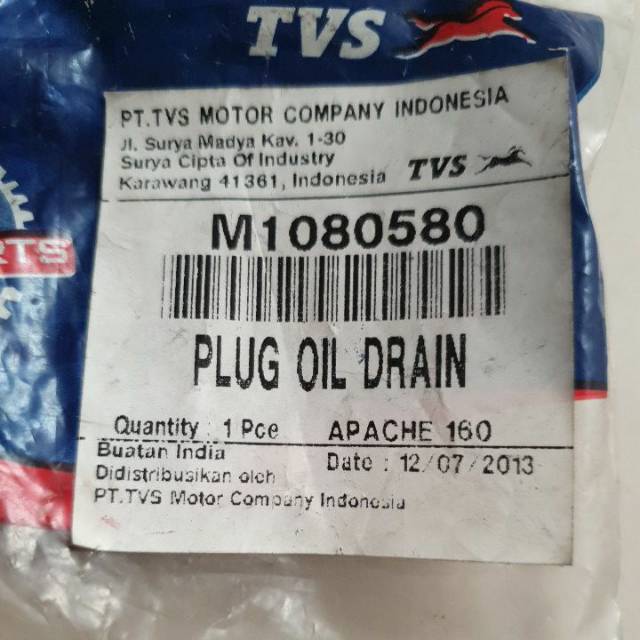 TVS
PT.TVS MOTOR COMPANY INDONESIA
Jl. Surya Madya Kav. 1-30
Surya Cipta Of Industry
Karawang 41361, Indonesia TVS
M1080580
RTS
PLUG OIL DRAIN
Quantity : 1 Pce APACHE 160
Buatan India Date : 12/07/2013
Didistribusikan oleh
PT.TVS Motor Company Indonesia